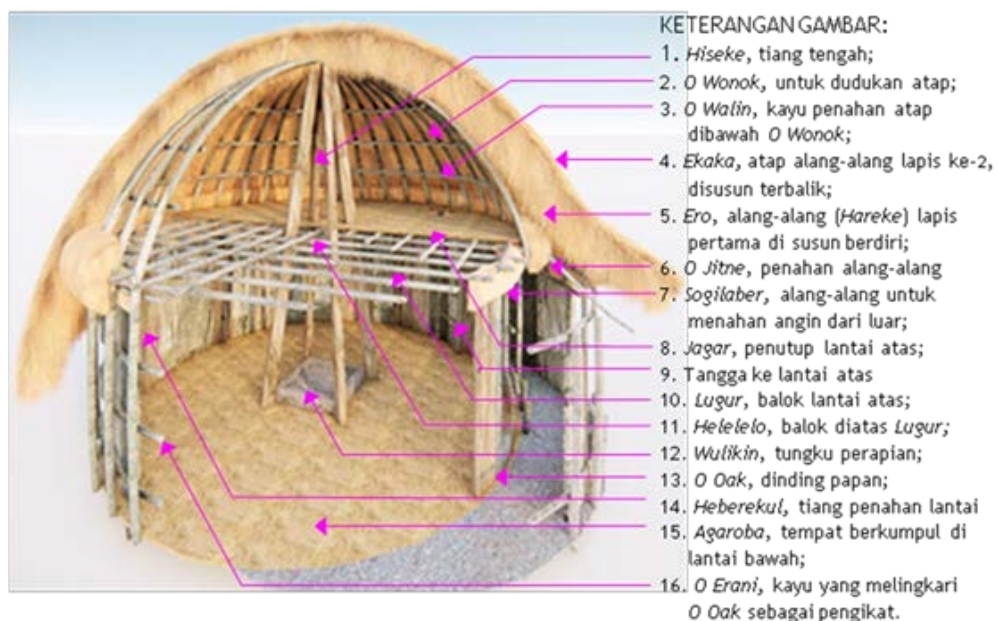 KETERANGAN GAMBAR:
1. Hiseke, tiang tengah;
2. O Wonok, untuk dudukan atap;
3. O Walin, kayu penahan atap
dibawah O Wonok;
4. Ekaka, atap alang-alang lapis ke-2,
disusun terbalik;
5. Ero, alang-alang (Hareke) lapis
pertama di susun berdiri;
6. O Jitne, penahan alang-alang
7. Sogilaber, alang-alang untuk
menahan angin dari luar;
8. Jagar, penutup lantai atas;
9. Tangga ke lantai atas
10. Lugur, balok lantai atas;
11. Helelelo, balok diatas Lugur;
12. Wulikin, tungku perapian;
13. O Oak, dinding papan;
14. Heberekul, tiang penahan lantai
15. Agaroba, tempat berkumpul di
lantai bawah;
16. O Erani, kayu yang melingkari
O Oak sebagai pengikat.